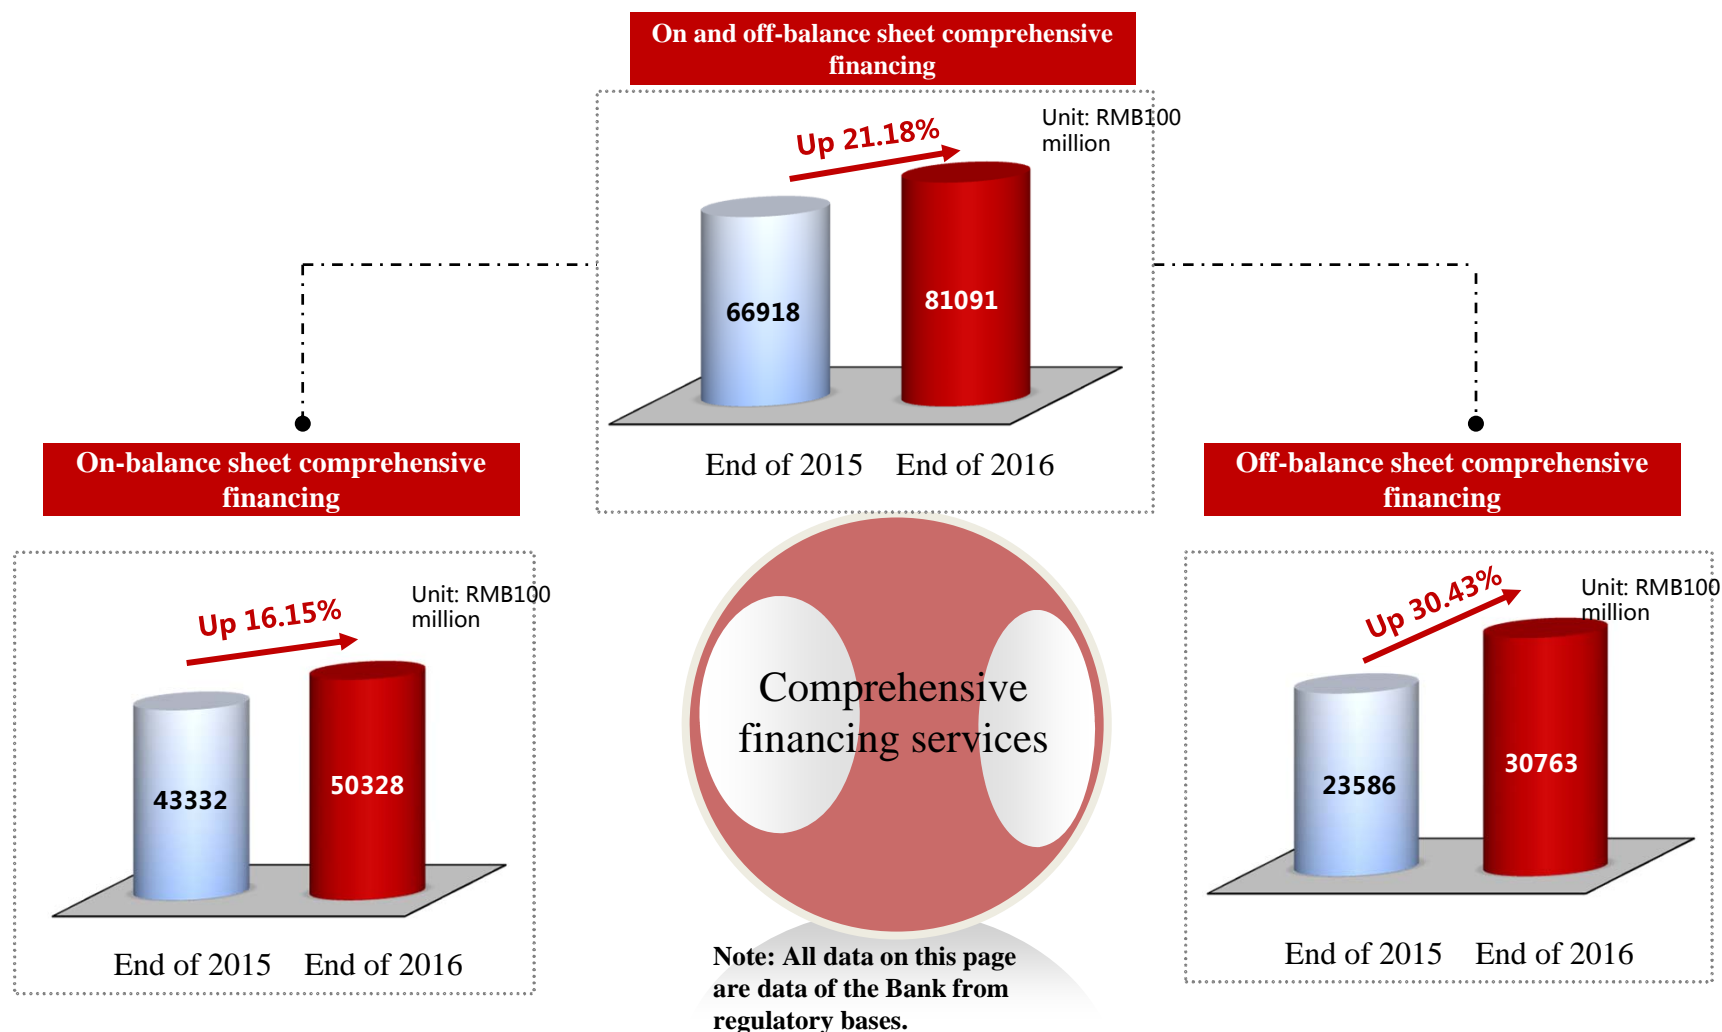 On and off-balance sheet comprehensive
financing
Unit: RMB100
million
Up 21.18%
66918
81091
End of 2015
End of 2016
On-balance sheet comprehensive
financing
Unit: RMB100
million
Up 16.15%
43332
50328
End of 2015
End of 2016
Off-balance sheet comprehensive
financing
Unit: RMB100
million
Up 30.43%
23586
30763
End of 2015
End of 2016
Comprehensive
financing services
Note: All data on this page
are data of the Bank from
regulatory bases.